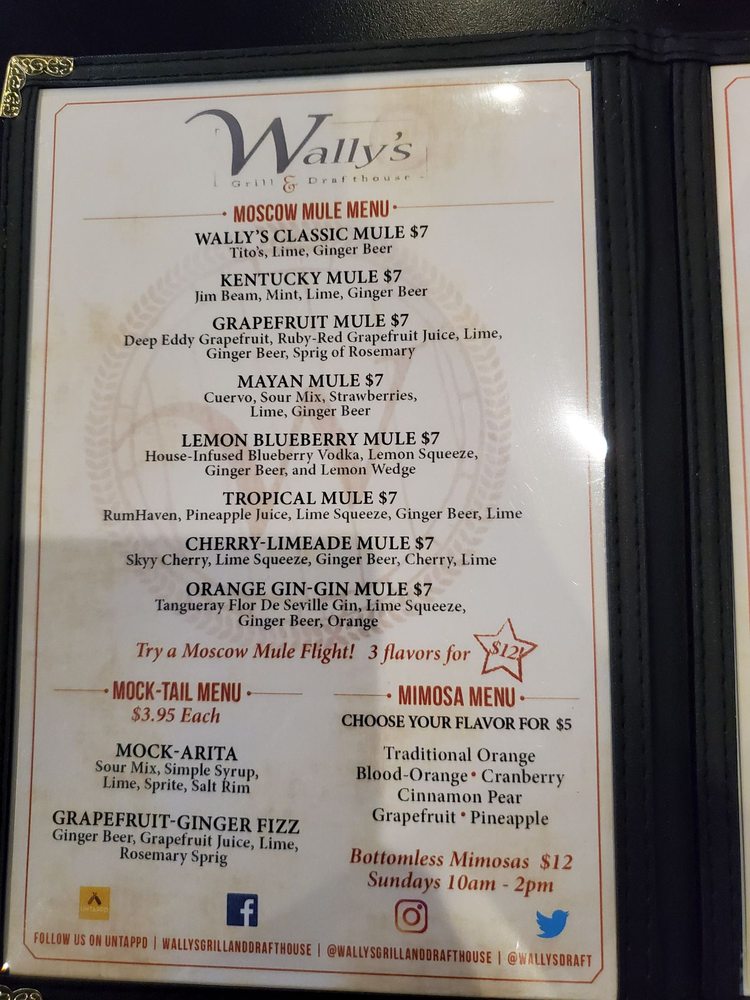 Wally's
Grill & Drafthouse
MOSCOW MULE MENU
WALLY'S CLASSIC MULE $7
Tito's, Lime, Ginger Beer
KENTUCKY MULE $7
Jim Beam, Mint, Lime, Ginger Beer
GRAPEFRUIT MULE $7
Deep Eddy Grapefruit, Ruby-Red Grapefruit Juice, Lime,
Ginger Beer, Sprig of Rosemary
MAYAN MULE $7
Cuervo, Sour Mix, Strawberries,
Lime, Ginger Beer
LEMON BLUEBERRY MULE $7
House-Infused Blueberry Vodka, Lemon Squeeze,
Ginger Beer, and Lemon Wedge
TROPICAL MULE $7
RumHaven, Pineapple Juice, Lime Squeeze, Ginger Beer, Lime
CHERRY-LIMEADE MULE $7
Skyy Cherry, Lime Squeeze, Ginger Beer, Cherry, Lime
ORANGE GIN-GIN MULE $7
Tangueray Flor De Seville Gin, Lime Squeeze,
Ginger Beer, Orange
Try a Moscow Mule Flight! 3 flavors for $12!
MOCK-TAIL MENU
$3.95 Each
MOCK-ARITA
Sour Mix, Simple Syrup,
Lime, Sprite, Salt Rim
GRAPEFRUIT-GINGER FIZZ
Ginger Beer, Grapefruit Juice, Lime,
Rosemary Sprig
MIMOSA MENU
CHOOSE YOUR FLAVOR FOR $5
Traditional Orange
Blood-Orange • Cranberry
Cinnamon Pear
Grapefruit • Pineapple
Bottomless Mimosas $12
Sundays 10am - 2pm
UNTAPPD
FOLLOW US ON UNTAPPD | WALLYSGRILLANDDRAFTHOUSE | @WALLYSGRILLANDDRAFTHOUSE | @WALLYSDRAFT